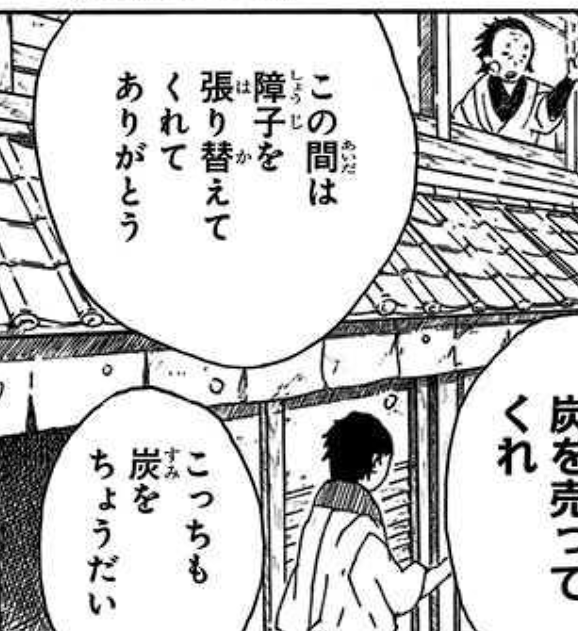 この間は
障子を
張り替えて
くれて
ありがとう
炭を売って
くれ
こっちも
炭を
ちょうだい